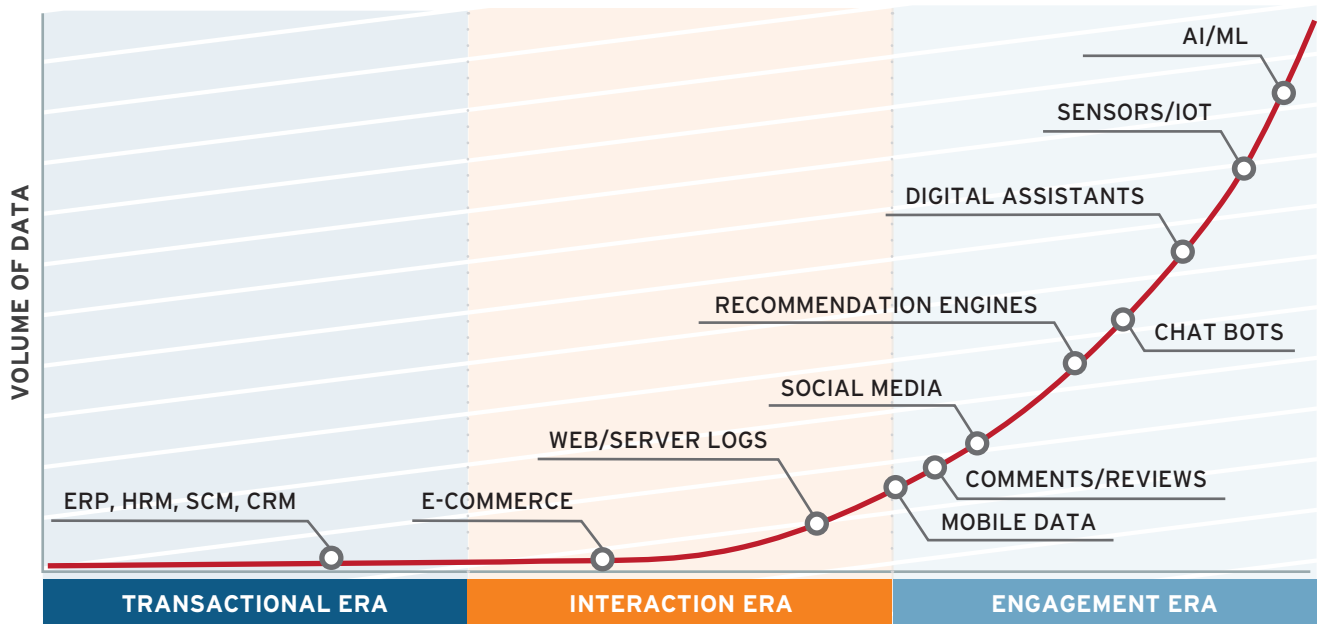 AI/ML
SENSORS/IOT
DIGITAL ASSISTANTS
RECOMMENDATION ENGINES
CHAT BOTS
SOCIAL MEDIA
WEB/SERVER LOGS
COMMENTS/REVIEWS
ERP, HRM, SCM, CRM
E-COMMERCE
MOBILE DATA
VOLUME OF DATA
TRANSACTIONAL ERA
INTERACTION ERA
ENGAGEMENT ERA